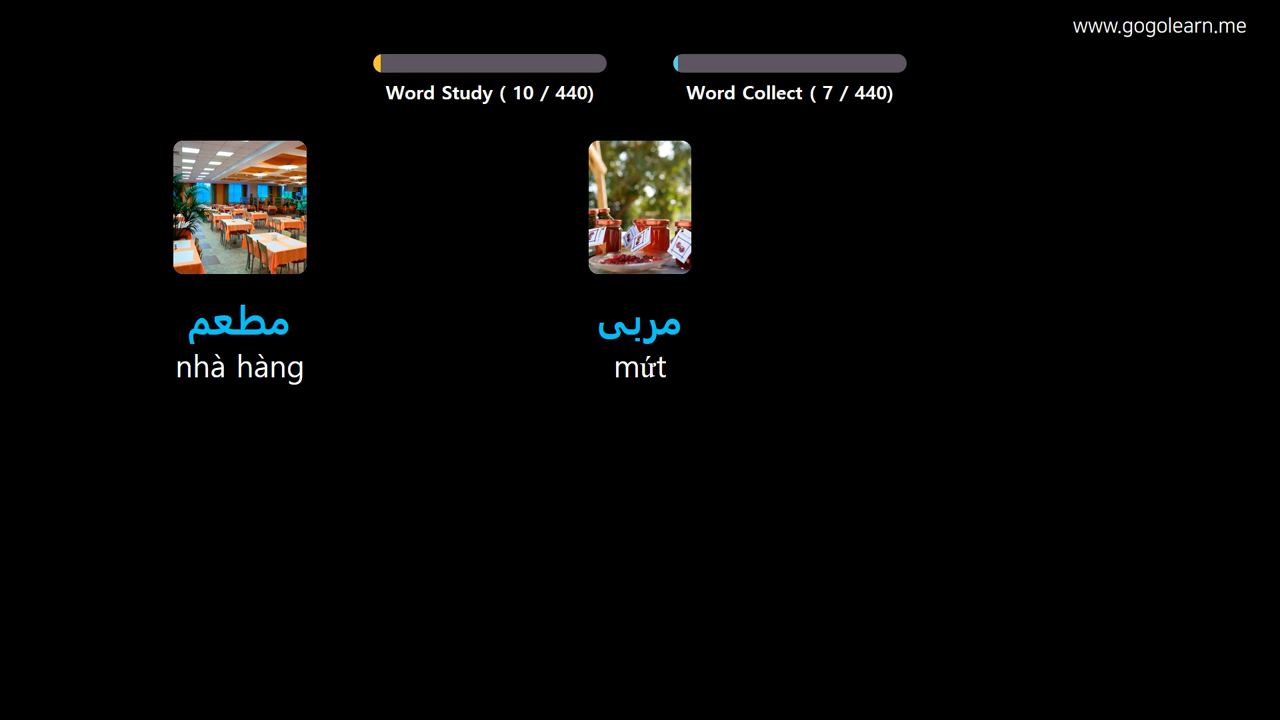 www.gogolearn.me
Word Study ( 10 / 440)
Word Collect ( 7 / 440)
مطعم
nhà hàng
مربى
mứt